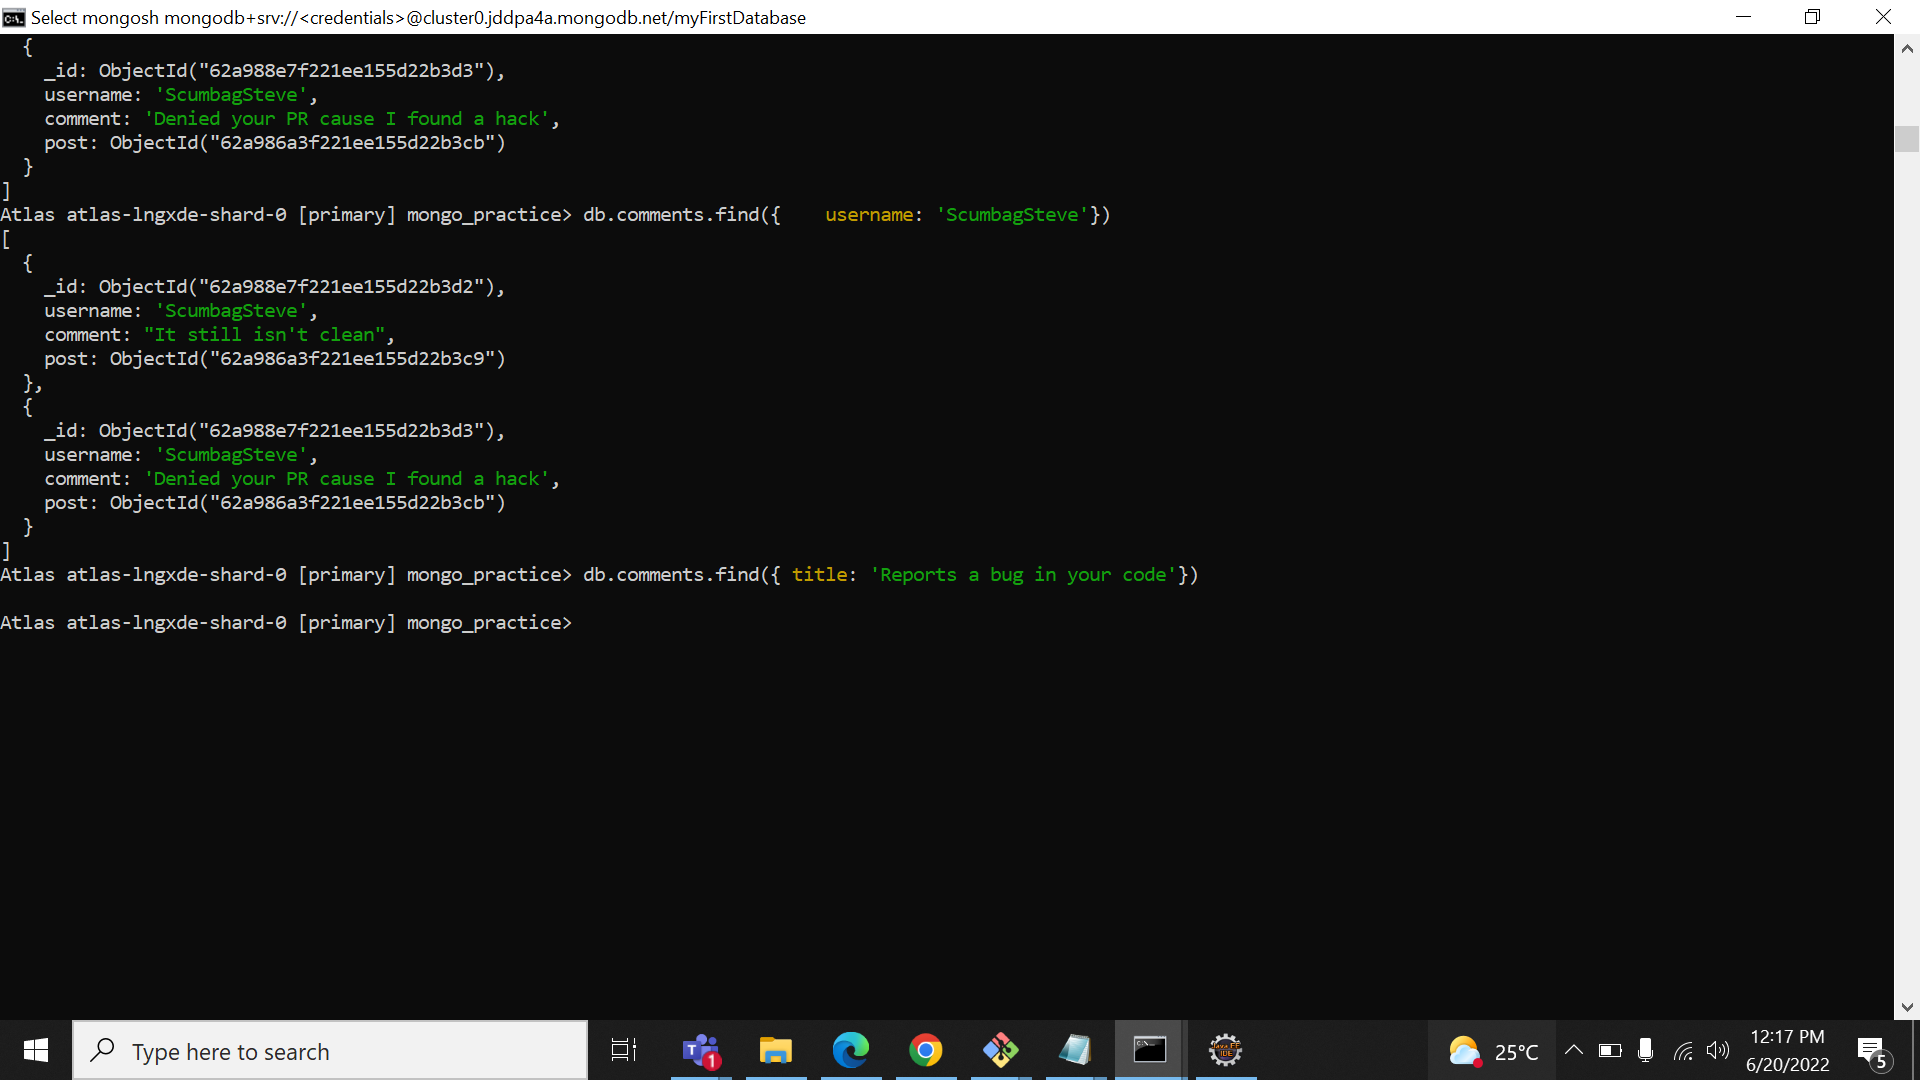 Select mongosh mongodb+srv://<credentials>@cluster0.jddpa4a.mongodb.net/myFirstDatabase
{
_id: ObjectId("62a988e7f221ee155d22b3d3"),
username: 'ScumbagSteve',
comment: 'Denied your PR cause I found a hack',
post: ObjectId("62a986a3f221ee155d22b3cb")
}
]
Atlas atlas-lngxde-shard-0 [primary] mongo_practice> db.comments.find({    username: 'ScumbagSteve'})
[
{
_id: ObjectId("62a988e7f221ee155d22b3d2"),
username: 'ScumbagSteve',
comment: "It still isn't clean",
post: ObjectId("62a986a3f221ee155d22b3c9")
},
{
_id: ObjectId("62a988e7f221ee155d22b3d3"),
username: 'ScumbagSteve',
comment: 'Denied your PR cause I found a hack',
post: ObjectId("62a986a3f221ee155d22b3cb")
}
]
Atlas atlas-lngxde-shard-0 [primary] mongo_practice> db.comments.find({ title: 'Reports a bug in your code'})
Atlas atlas-lngxde-shard-0 [primary] mongo_practice>
Type here to search
T
1
Java EE
IDE
25°C
12:17 PM
6/20/2022
5